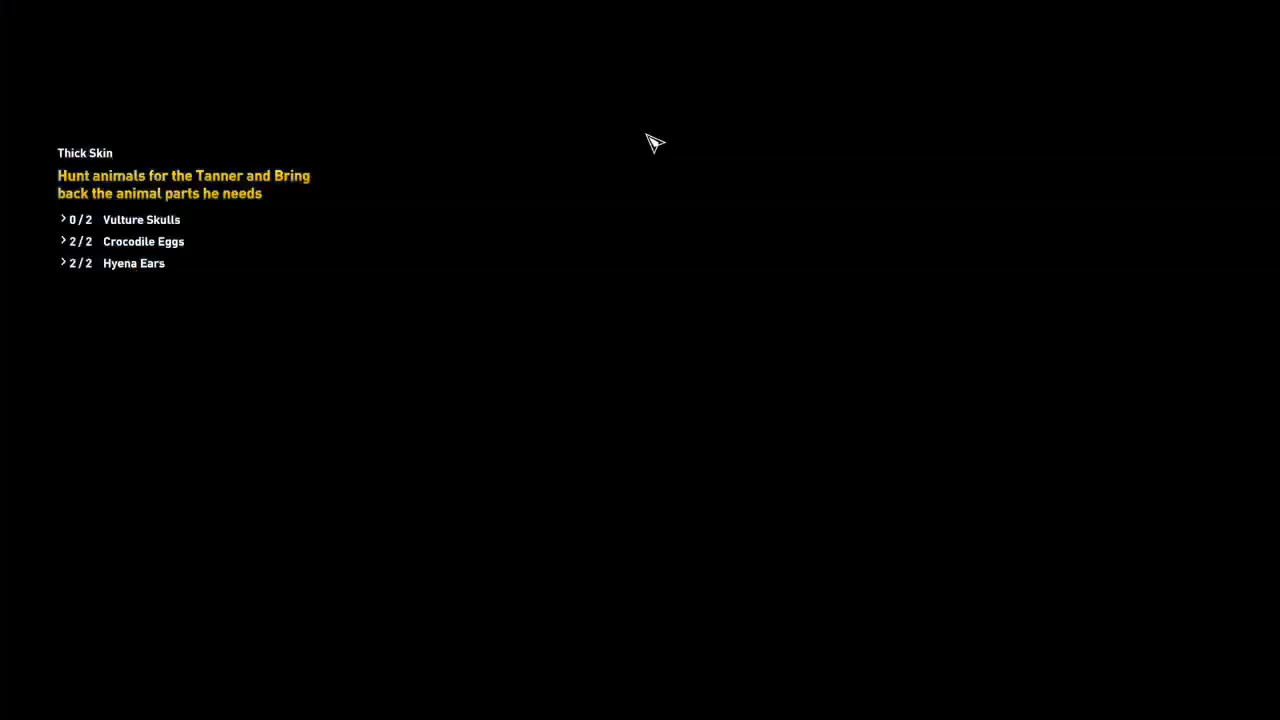 Thick Skin
Hunt animals for the Tanner and Bring
back the animal parts he needs
> 0 / 2 Vulture Skulls
> 2 / 2 Crocodile Eggs
> 2 / 2 Hyena Ears